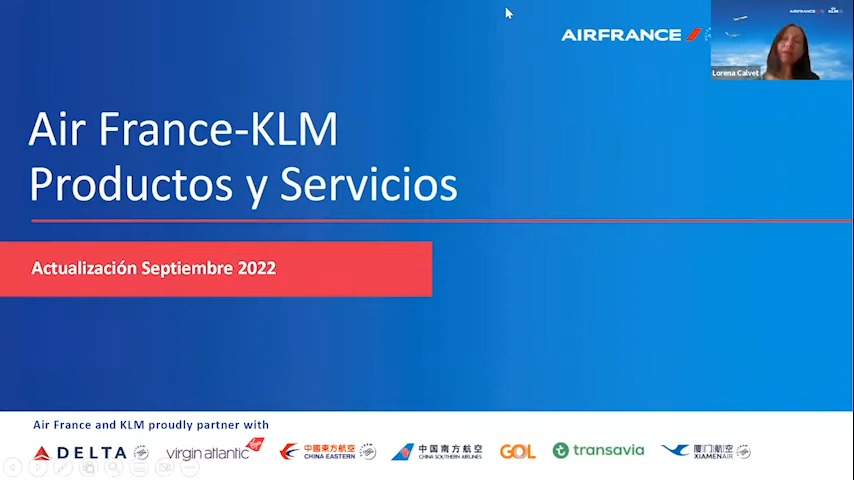 AIRFRANCE
AIRFRANCE KLM
Lorena Calvet
Air France-KLM
Productos y Servicios
Actualización Septiembre 2022
Air France and KLM proudly partner with
DELTA
virgin atlantic
中國東方航空
CHINA EASTERN
中国南方航空
CHINA SOUTHERN AIRLINES
GOL
transavia
厦门航空
XIAMENAIR